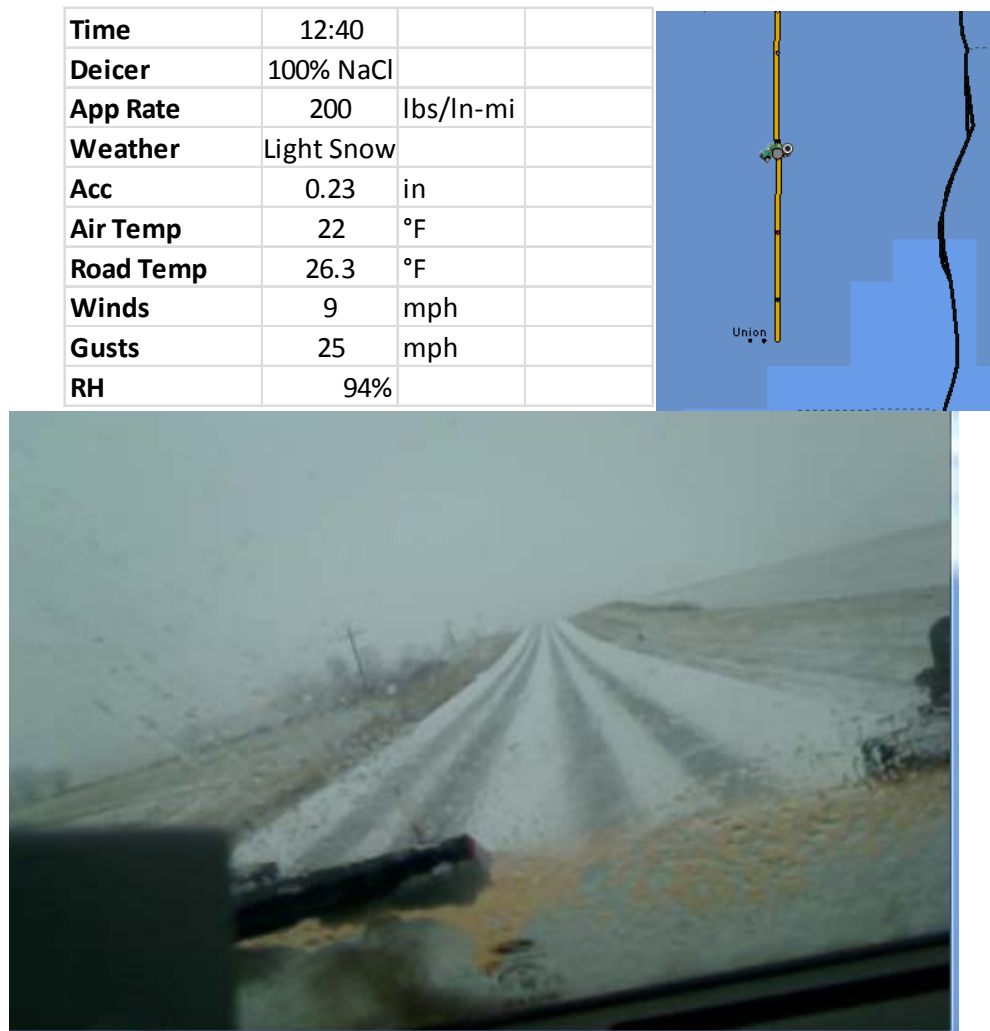 Time 12:40
Deicer 100% NaCl
App Rate 200 lbs/ln-mi
Weather Light Snow
Acc 0.23 in
Air Temp 22 °F
Road Temp 26.3 °F
Winds 9 mph
Gusts 25 mph
RH 94%
Union